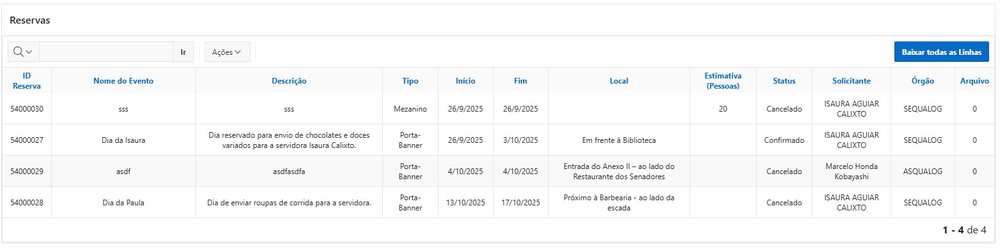 Reservas
Ir
Ações
Baixar todas as Linhas
ID Reserva Nome do Evento Descrição Tipo Início Fim Local Estimativa (Pessoas) Status Solicitante Órgão Arquivo
54000030 sss sss Mezanino 26/9/2025 26/9/2025 20 Cancelado ISAURA AGUIAR CALIXTO SEQUALOG 0
54000027 Dia da Isaura Dia reservado para envio de chocolates e doces variados para a servidora Isaura Calixto. Porta-Banner 26/9/2025 3/10/2025 Em frente à Biblioteca Confirmado ISAURA AGUIAR CALIXTO SEQUALOG 0
54000029 asdf asdfasdfa Porta-Banner 4/10/2025 4/10/2025 Entrada do Anexo II – ao lado do Restaurante dos Senadores Cancelado Marcelo Honda Kobayashi ASQUALOG 0
54000028 Dia da Paula Dia de enviar roupas de corrida para a servidora. Porta-Banner 13/10/2025 17/10/2025 Próximo à Barbearia - ao lado da escada Cancelado ISAURA AGUIAR CALIXTO SEQUALOG 0
1 - 4 de 4